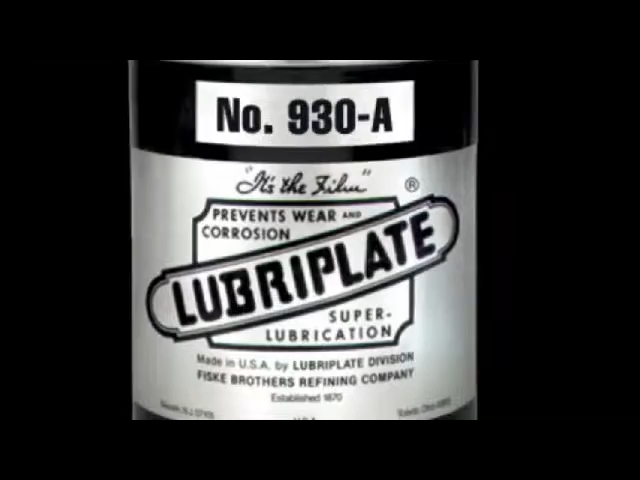 No. 930-A
"It's the Film"
®
PREVENTS WEAR AND
CORROSION
LUBRIPLATE
SUPER-
LUBRICATION
Made in U.S.A. by LUBRIPLATE DIVISION
FISKE BROTHERS REFINING COMPANY
Established 1870